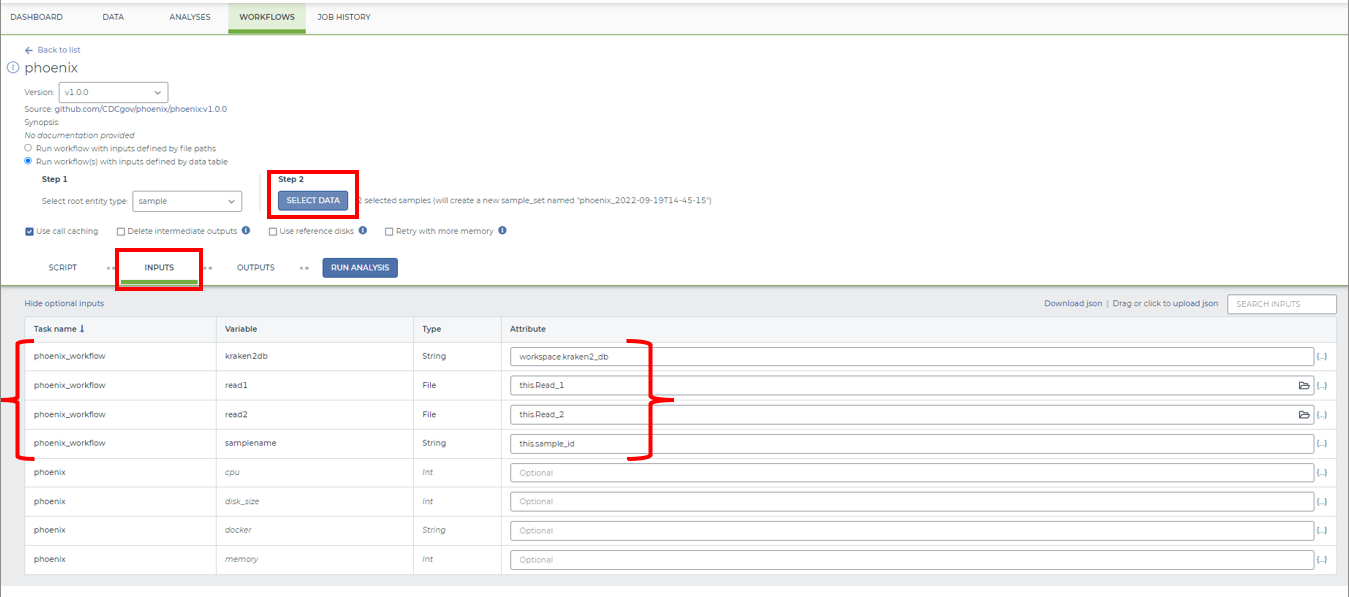 DASHBOARD DATA ANALYSES WORKFLOWS JOB HISTORY
Back to list
phoenix
Version: v1.0.0
Source: github.com/CDCgov/phoenix/phoenix:v1.0.0
Synopsis:
No documentation provided
Run workflow with inputs defined by file paths
Run workflow(s) with inputs defined by data table
Step 1 Step 2
Select root entity type: sample SELECT DATA 2 selected samples (will create a new sample_set named "phoenix_2022-09-19T14-45-15")
Use call caching Delete intermediate outputs Use reference disks Retry with more memory
SCRIPT INPUTS OUTPUTS RUN ANALYSIS
Hide optional inputs Download json | Drag or click to upload json SEARCH INPUTS
Task name ↓ Variable Type Attribute
phoenix_workflow kraken2db String workspace.kraken2_db {...}
phoenix_workflow read1 File this.Read_1 {...}
phoenix_workflow read2 File this.Read_2 {...}
phoenix_workflow samplename String this.sample_id {...}
phoenix cpu Int Optional {...}
phoenix disk_size Int Optional {...}
phoenix docker String Optional {...}
phoenix memory Int Optional {...}